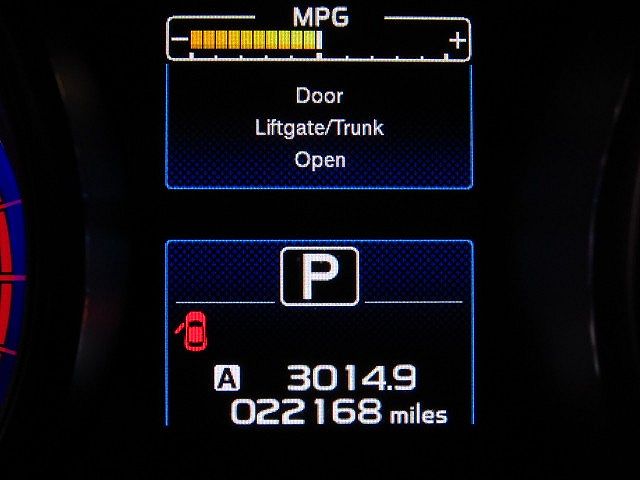 MPG
- +
Door
Liftgate/Trunk
Open
P
A 3014.9
022168 miles